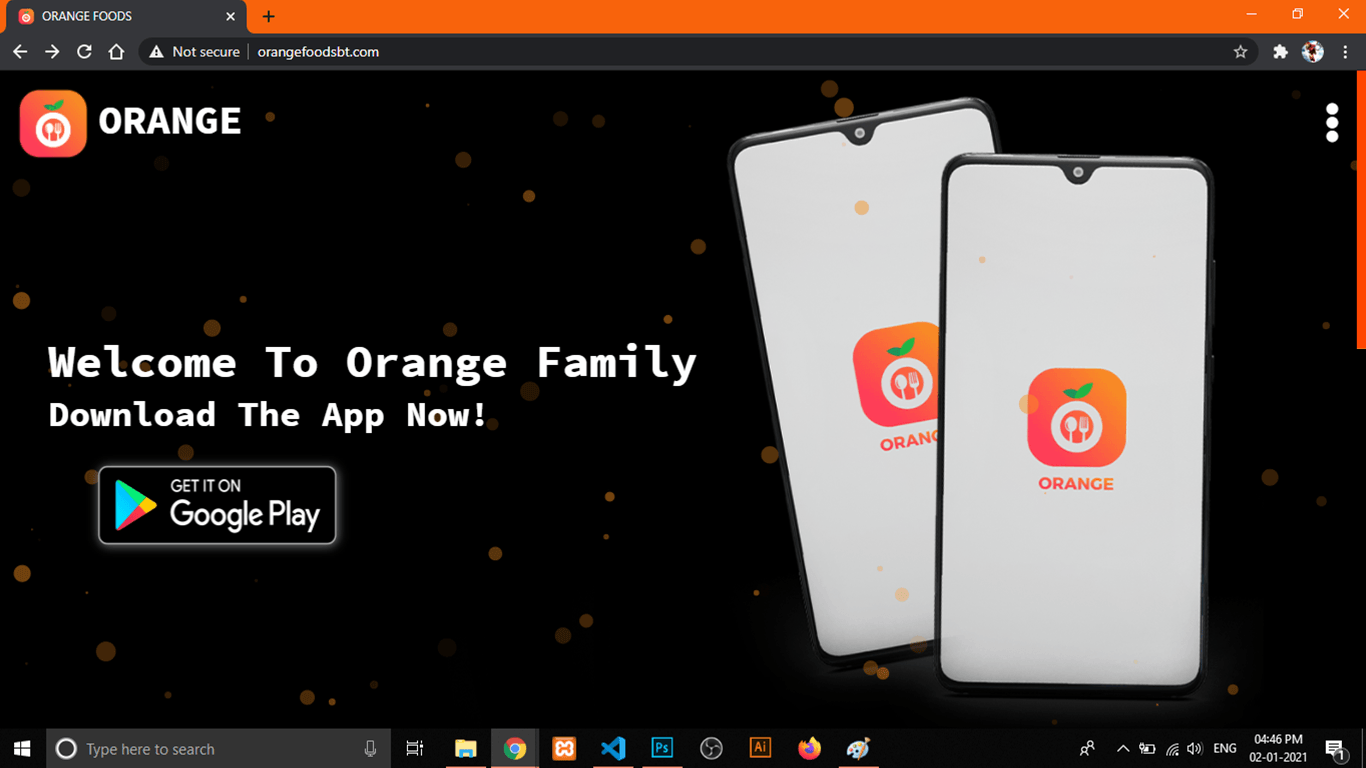 ORANGE FOODS
Not secure
orangefoodsbt.com
ORANGE
Welcome To Orange Family
Download The App Now!
GET IT ON
Google Play
ORANG
ORANGE
Type here to search
Ps
Ai
ENG
04:46 PM
02-01-2021
1